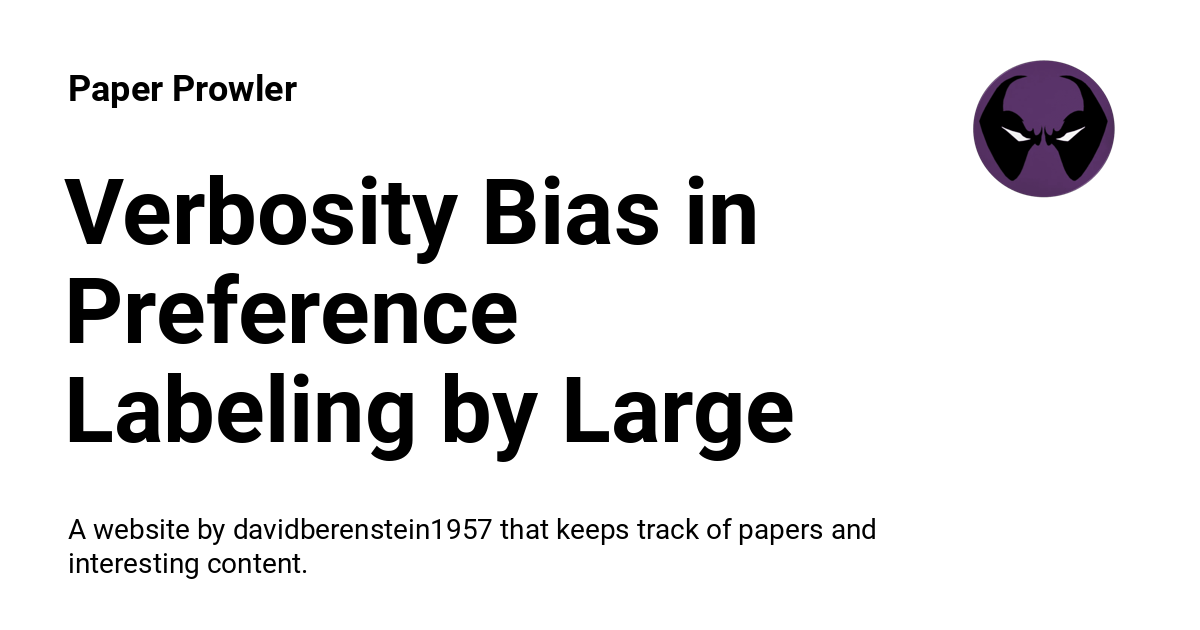 Paper Prowler
Verbosity Bias in
Preference
Labeling by Large
A website by davidberenstein1957 that keeps track of papers and
interesting content.